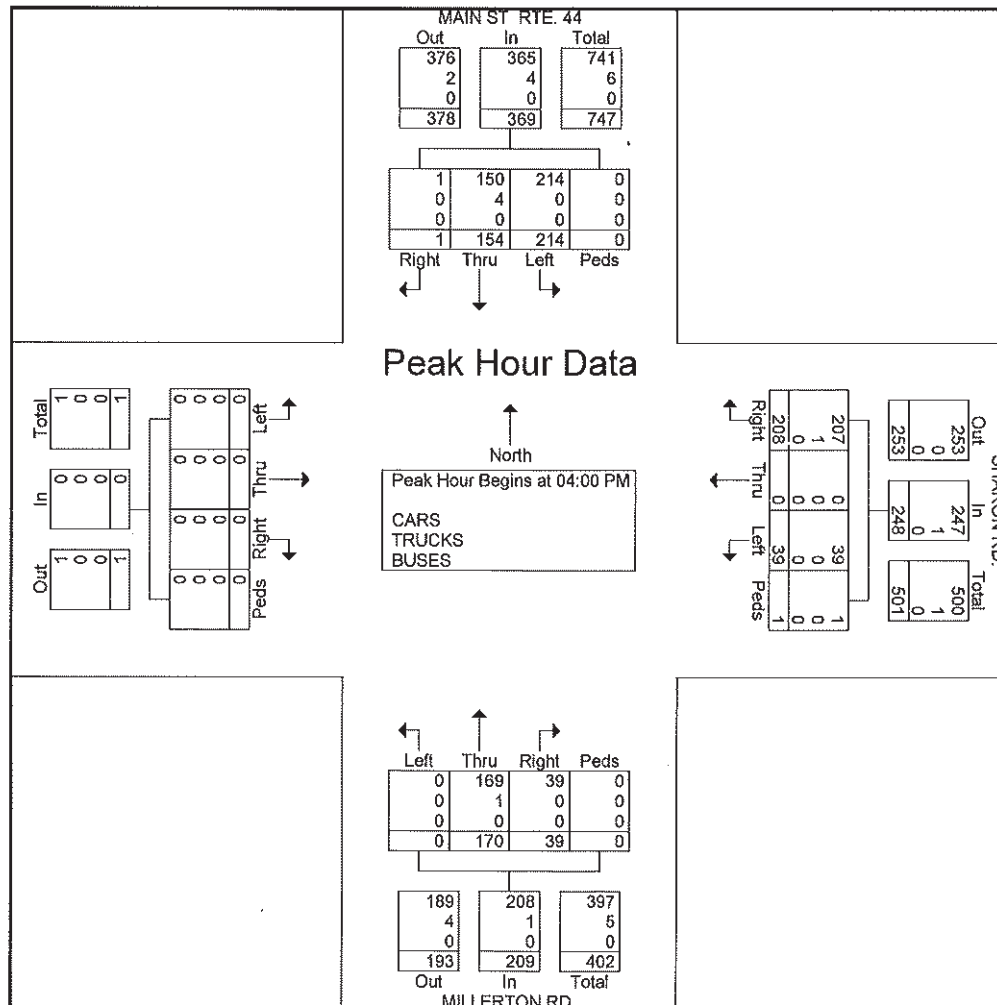 MAIN ST RTE. 44
Out In Total
376 365 741
2 4 6
0 0 0
378 369 747
1 150 214 0
0 4 0 0
0 0 0 0
1 154 214 0
Right Thru Left Peds
Peak Hour Data
North
Peak Hour Begins at 04:00 PM
CARS
TRUCKS
BUSES
Total
1 0 0 1
In
0 0 0 0
Out
1 0 0 1
Left
0 0 0 0
Thru
0 0 0 0
Right
0 0 0 0
Peds
0 0 0 0
Right
207 1 0 208
Thru
0 0 0 0
Left
39 0 0 39
Peds
1 0 0 1
SHARON RD.
Out
253 0 0 253
In
247 1 0 248
Total
500 1 0 501
Left Thru Right Peds
0 169 39 0
0 1 0 0
0 0 0 0
0 170 39 0
189 208 397
4 1 5
0 0 0
193 209 402
Out In Total
MILLERTON RD